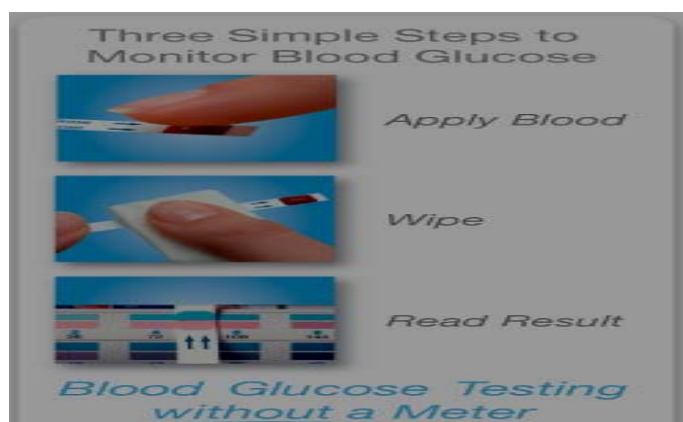 Three Simple Steps to
Monitor Blood Glucose
Apply Blood
Wipe
Read Result
Blood Glucose Testing
without a Meter